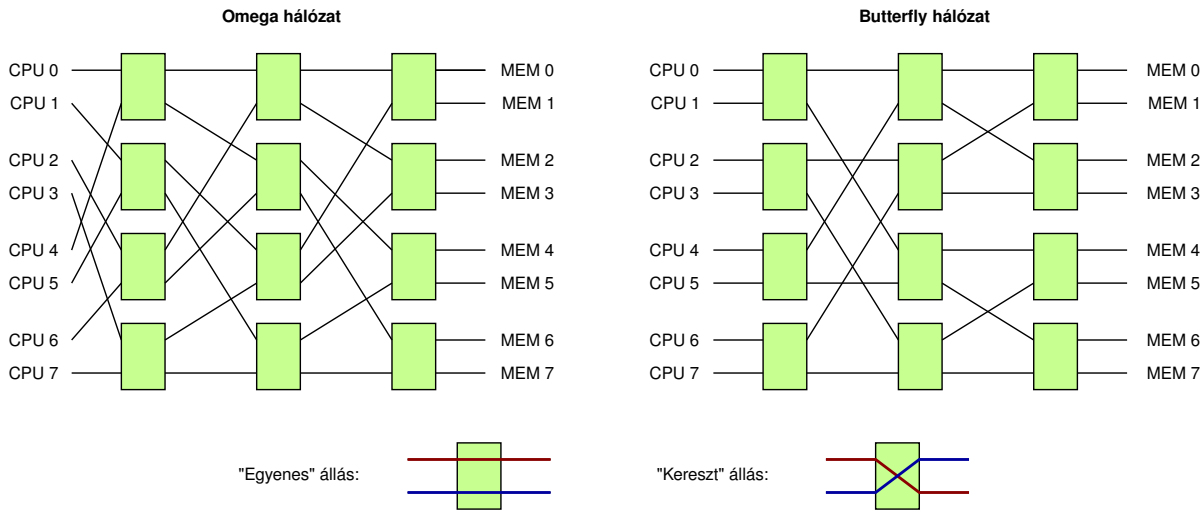 Omega hálózat
CPU 0
CPU 1
CPU 2
CPU 3
CPU 4
CPU 5
CPU 6
CPU 7
MEM 0
MEM 1
MEM 2
MEM 3
MEM 4
MEM 5
MEM 6
MEM 7
Butterfly hálózat
CPU 0
CPU 1
CPU 2
CPU 3
CPU 4
CPU 5
CPU 6
CPU 7
MEM 0
MEM 1
MEM 2
MEM 3
MEM 4
MEM 5
MEM 6
MEM 7
"Egyenes" állás:
"Kereszt" állás: